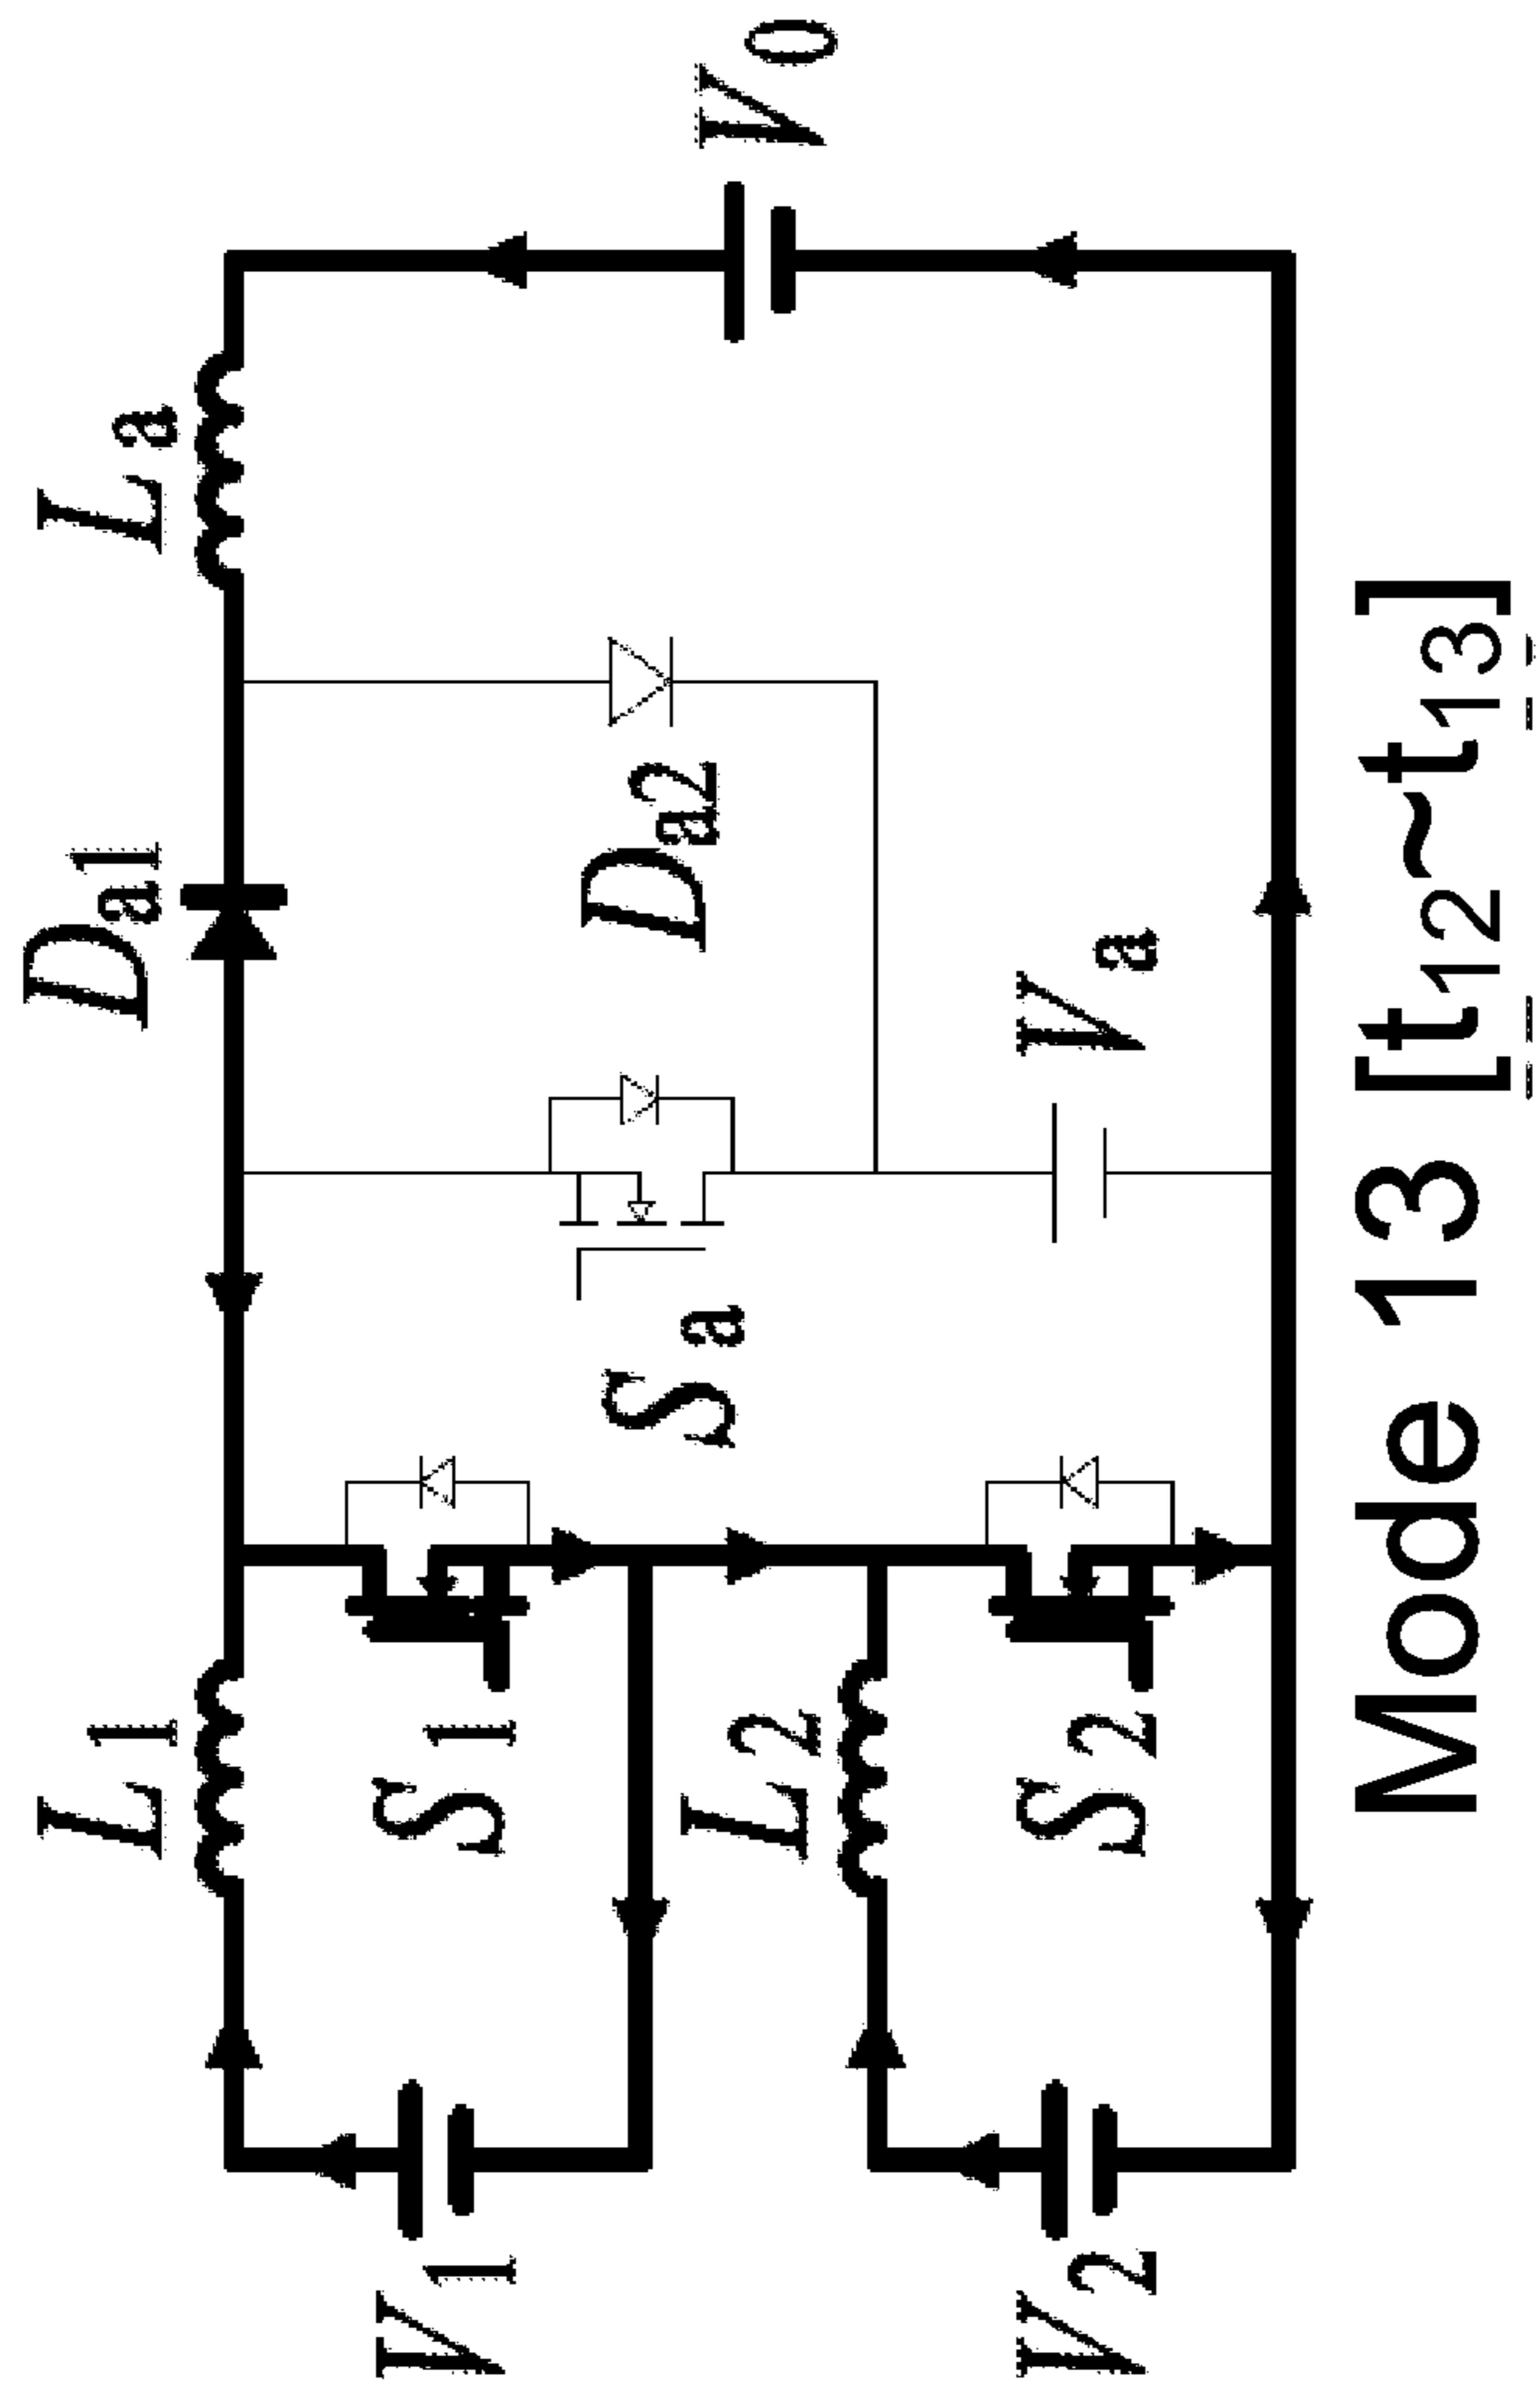 L1
Da1
La
V1
S1
Sa
Da2
V0
L2
V2
S2
Va
Mode 13 [t12~t13]